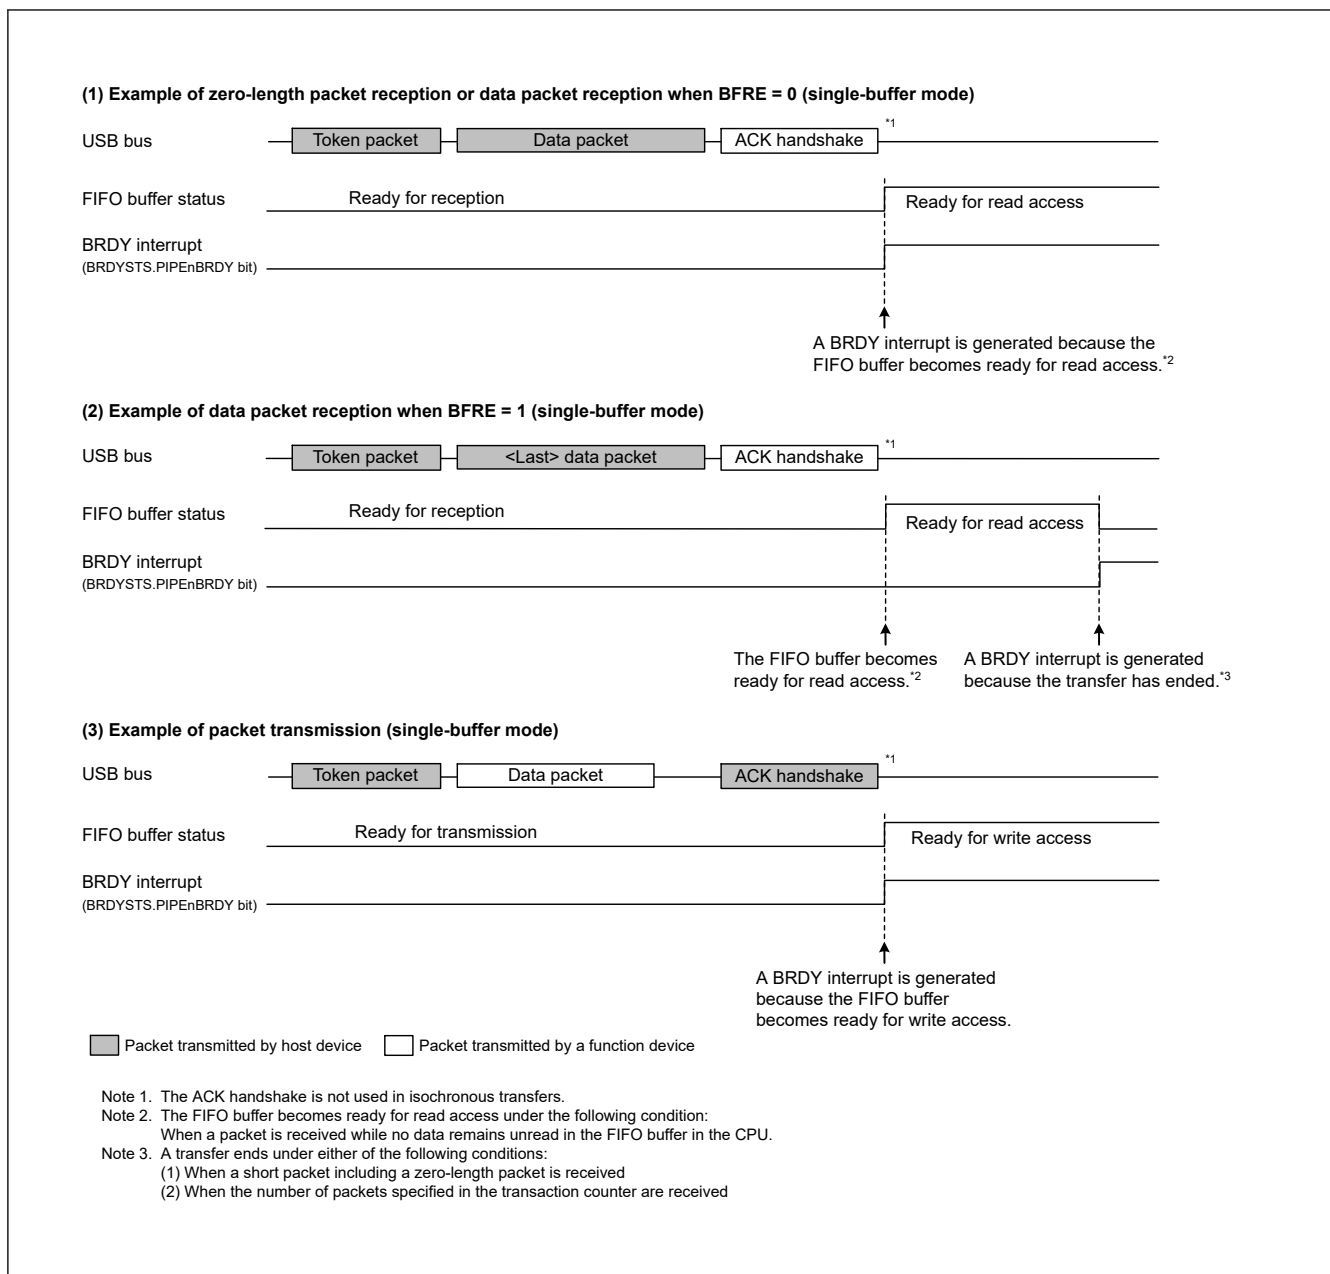 (1) Example of zero-length packet reception or data packet reception when BFRE = 0 (single-buffer mode)
USB bus
Token packet
Data packet
ACK handshake
*1
FIFO buffer status
Ready for reception
Ready for read access
BRDY interrupt
(BRDYSTS.PIPEnBRDY bit)
A BRDY interrupt is generated because the
FIFO buffer becomes ready for read access.*2
(2) Example of data packet reception when BFRE = 1 (single-buffer mode)
USB bus
Token packet
<Last> data packet
ACK handshake
*1
FIFO buffer status
Ready for reception
Ready for read access
BRDY interrupt
(BRDYSTS.PIPEnBRDY bit)
The FIFO buffer becomes
ready for read access.*2
A BRDY interrupt is generated
because the transfer has ended.*3
(3) Example of packet transmission (single-buffer mode)
USB bus
Token packet
Data packet
ACK handshake
*1
FIFO buffer status
Ready for transmission
Ready for write access
BRDY interrupt
(BRDYSTS.PIPEnBRDY bit)
A BRDY interrupt is generated
because the FIFO buffer
becomes ready for write access.
Packet transmitted by host device
Packet transmitted by a function device
Note 1. The ACK handshake is not used in isochronous transfers.
Note 2. The FIFO buffer becomes ready for read access under the following condition:
When a packet is received while no data remains unread in the FIFO buffer in the CPU.
Note 3. A transfer ends under either of the following conditions:
(1) When a short packet including a zero-length packet is received
(2) When the number of packets specified in the transaction counter are received